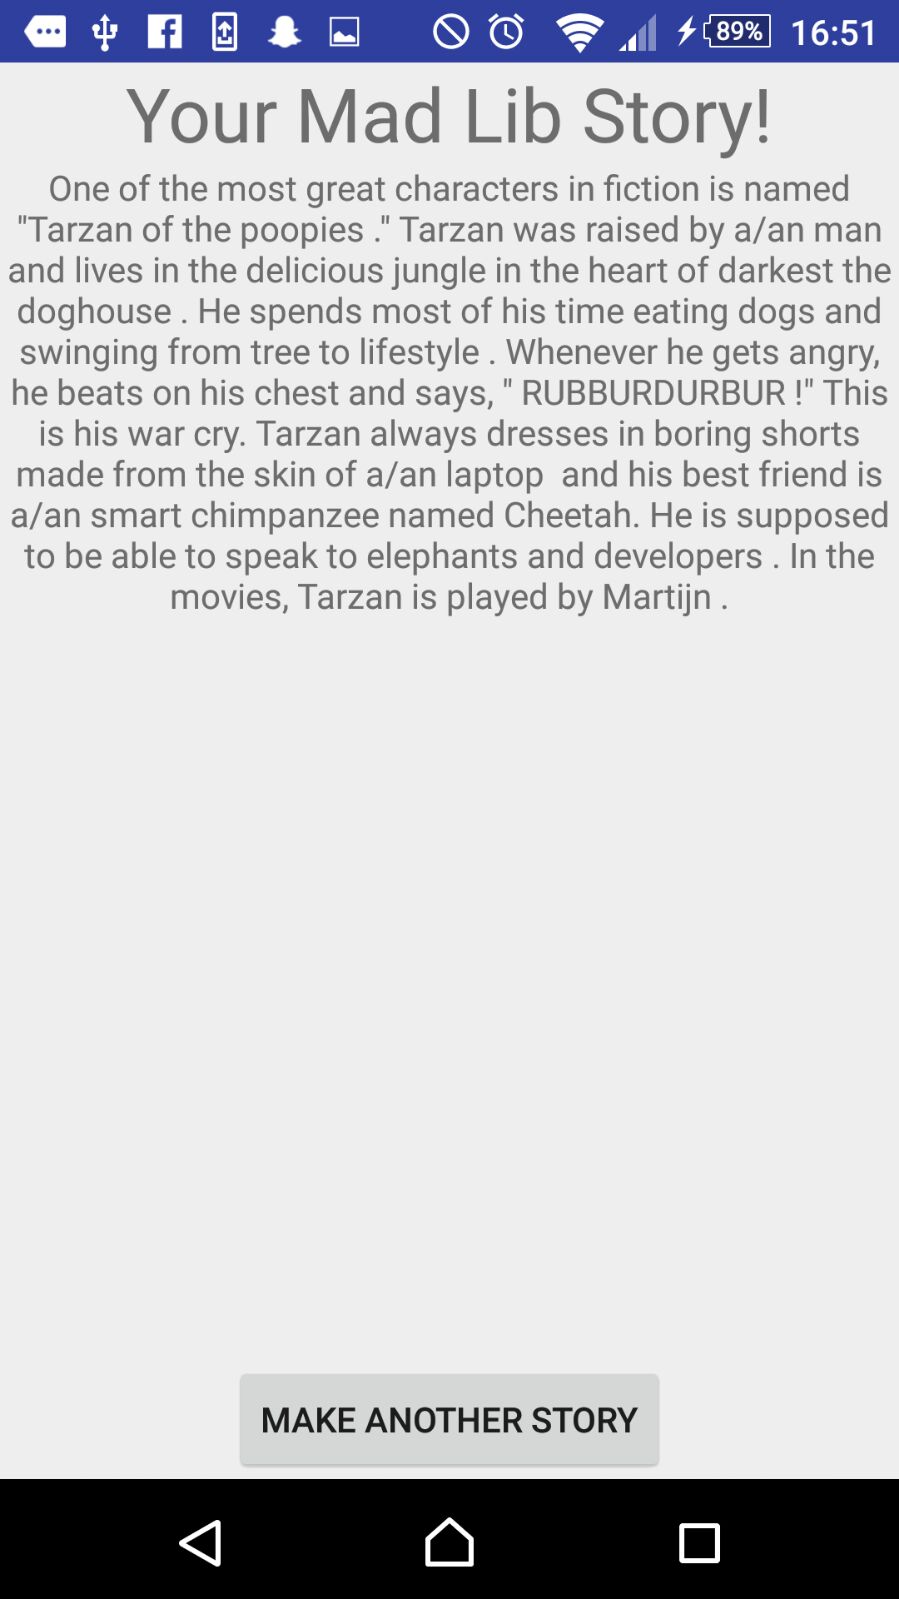 89% 16:51
Your Mad Lib Story!
One of the most great characters in fiction is named
"Tarzan of the poopies ." Tarzan was raised by a/an man
and lives in the delicious jungle in the heart of darkest the
doghouse . He spends most of his time eating dogs and
swinging from tree to lifestyle . Whenever he gets angry,
he beats on his chest and says, " RUBBURDURBUR !" This
is his war cry. Tarzan always dresses in boring shorts
made from the skin of a/an laptop  and his best friend is
a/an smart chimpanzee named Cheetah. He is supposed
to be able to speak to elephants and developers . In the
movies, Tarzan is played by Martijn .
MAKE ANOTHER STORY